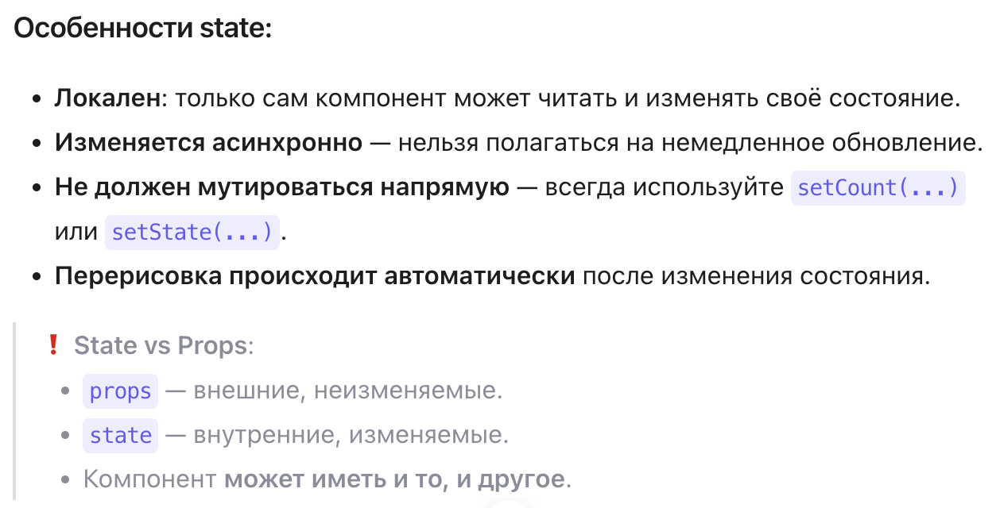 Особенности state:
• Локален: только сам компонент может читать и изменять своё состояние.
• Изменяется асинхронно — нельзя полагаться на немедленное обновление.
• Не должен мутироваться напрямую — всегда используйте setCount(...)
или setState(...).
• Перерисовка происходит автоматически после изменения состояния.
❗ State vs Props:
• props — внешние, неизменяемые.
• state — внутренние, изменяемые.
• Компонент может иметь и то, и другое.